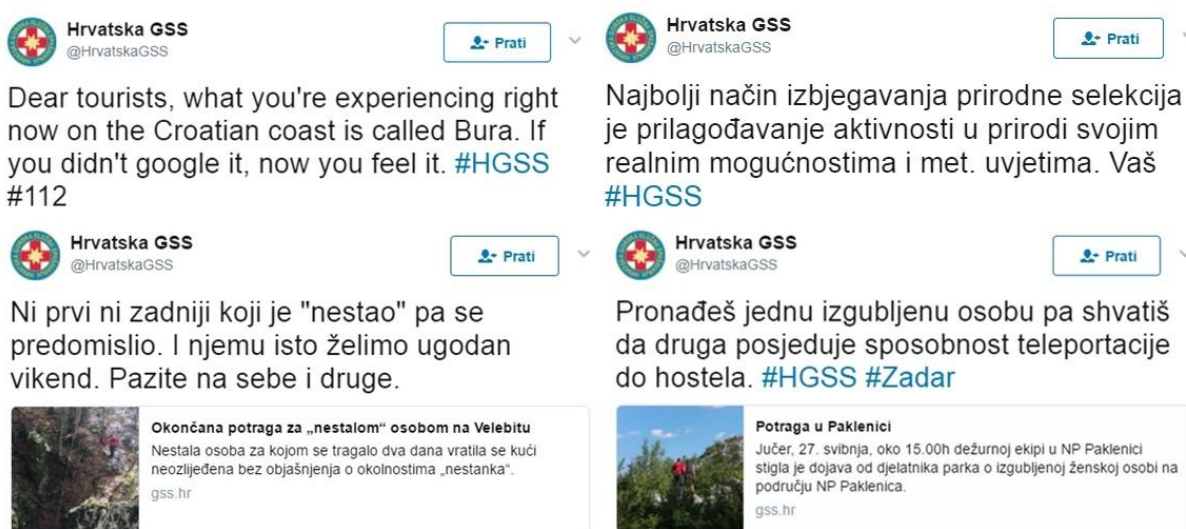 Hrvatska GSS
@HrvatskaGSS
Prati
Dear tourists, what you're experiencing right
now on the Croatian coast is called Bura. If
you didn't google it, now you feel it. #HGSS
#112
Hrvatska GSS
@HrvatskaGSS
Prati
Najbolji način izbjegavanja prirodne selekcija
je prilagođavanje aktivnosti u prirodi svojim
realnim mogućnostima i met. uvjetima. Vaš
#HGSS
Hrvatska GSS
@HrvatskaGSS
Prati
Ni prvi ni zadniji koji je "nestao" pa se
predomislio. I njemu isto želimo ugodan
vikend. Pazite na sebe i druge.
Okončana potraga za „nestalom“ osobom na Velebitu
Nestala osoba za kojom se tragalo dva dana vratila se kući
neozlijeđena bez objašnjenja o okolnostima „nestanka“.
gss.hr
Hrvatska GSS
@HrvatskaGSS
Prati
Pronađeš jednu izgubljenu osobu pa shvatiš
da druga posjeduje sposobnost teleportacije
do hostela. #HGSS #Zadar
Potraga u Paklenici
Jučer, 27. svibnja, oko 15.00h dežurnoj ekipi u NP Paklenici
stigla je dojava od djelatnika parka o izgubljenoj ženskoj osobi na
području NP Paklenica.
gss.hr